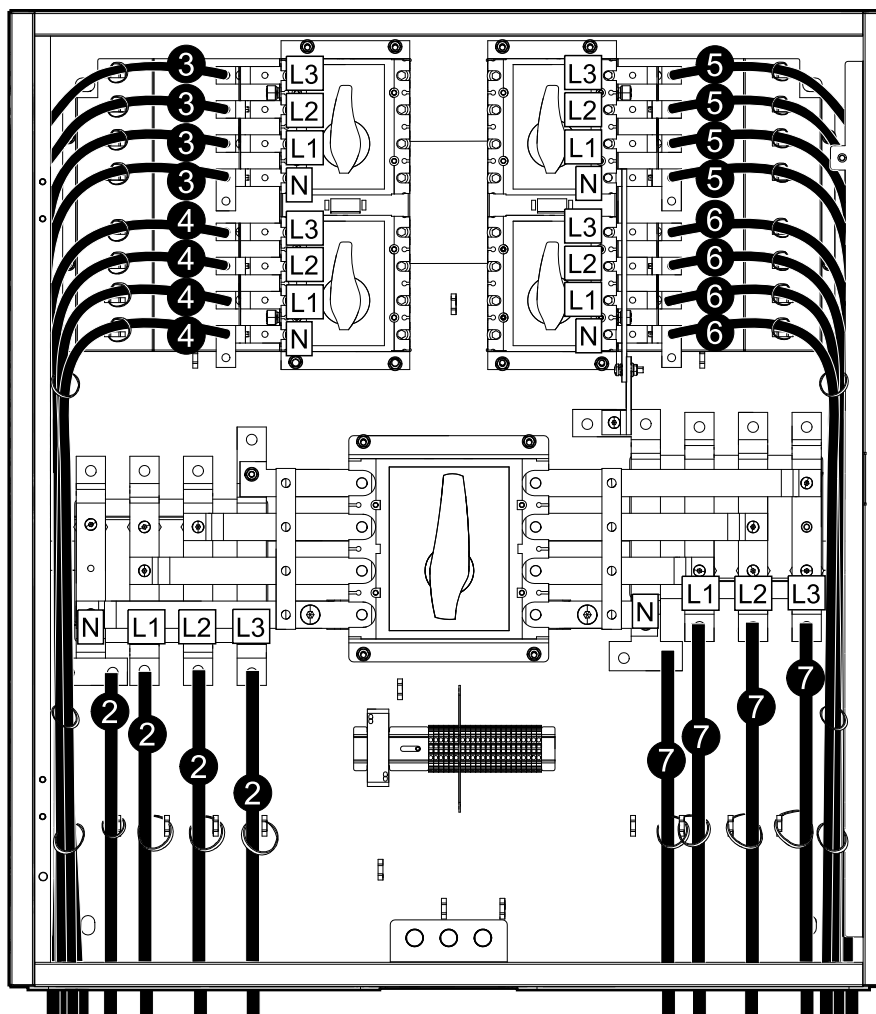 3 L3 L3 5
3 L2 L2 5
3 L1 L1 5
3 N N 5
4 L3 L3 6
4 L2 L2 6
4 L1 L1 6
4 N N 6
N L1 L2 L3 N L1 L2 L3
2 2 2 2 7 7 7 7